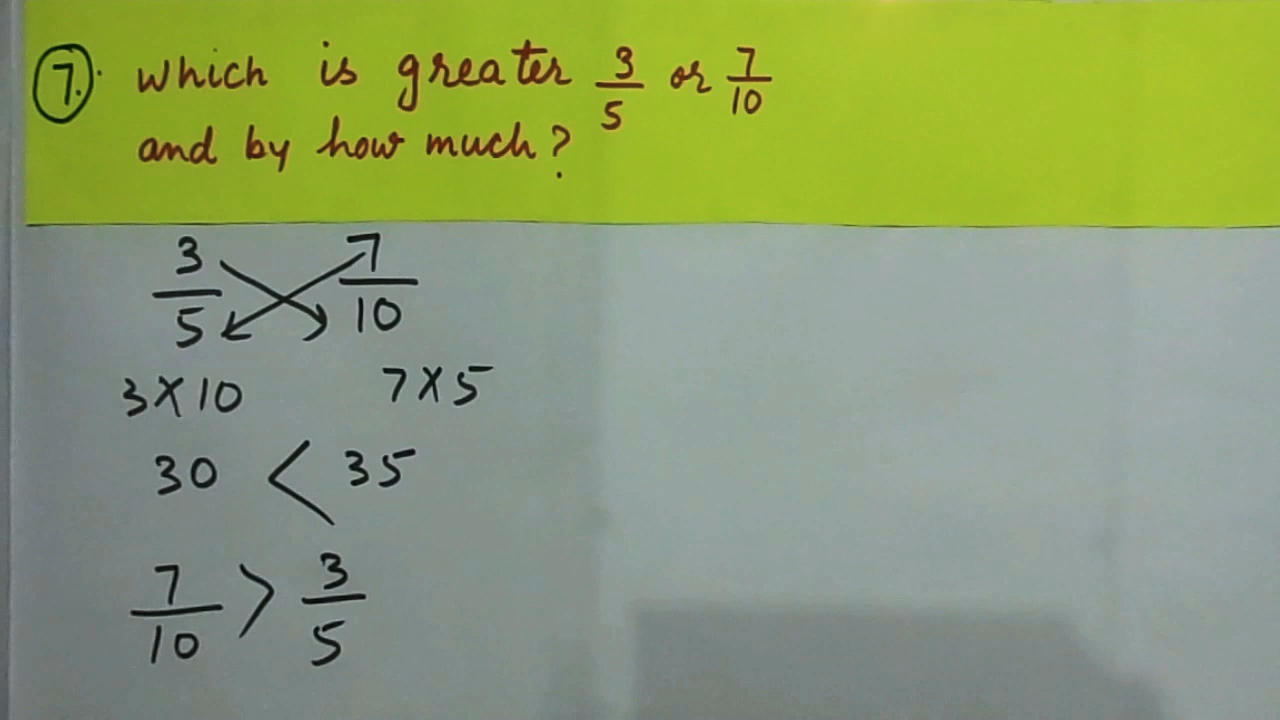 7. Which is greater 3/5 or 7/10
and by how much?
3/5 7/10
3×10 7×5
30 < 35
7/10 > 3/5